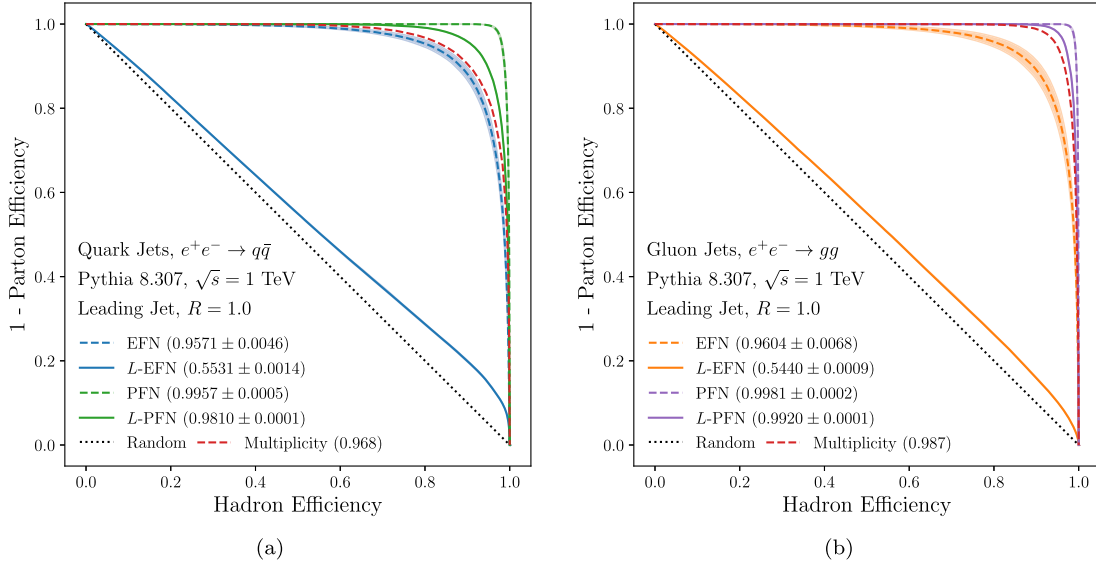 1 - Parton Efficiency
1.0
0.8
0.6
0.4
0.2
0.0
Quark Jets, e⁺e⁻ → qq̄
Pythia 8.307, √s = 1 TeV
Leading Jet, R = 1.0
EFN (0.9571 ± 0.0046)
L-EFN (0.5531 ± 0.0014)
PFN (0.9957 ± 0.0005)
L-PFN (0.9810 ± 0.0001)
Random Multiplicity (0.968)
0.0 0.2 0.4 0.6 0.8 1.0
Hadron Efficiency
(a)
1 - Parton Efficiency
1.0
0.8
0.6
0.4
0.2
0.0
Gluon Jets, e⁺e⁻ → gg
Pythia 8.307, √s = 1 TeV
Leading Jet, R = 1.0
EFN (0.9604 ± 0.0068)
L-EFN (0.5440 ± 0.0009)
PFN (0.9981 ± 0.0002)
L-PFN (0.9920 ± 0.0001)
Random Multiplicity (0.987)
0.0 0.2 0.4 0.6 0.8 1.0
Hadron Efficiency
(b)